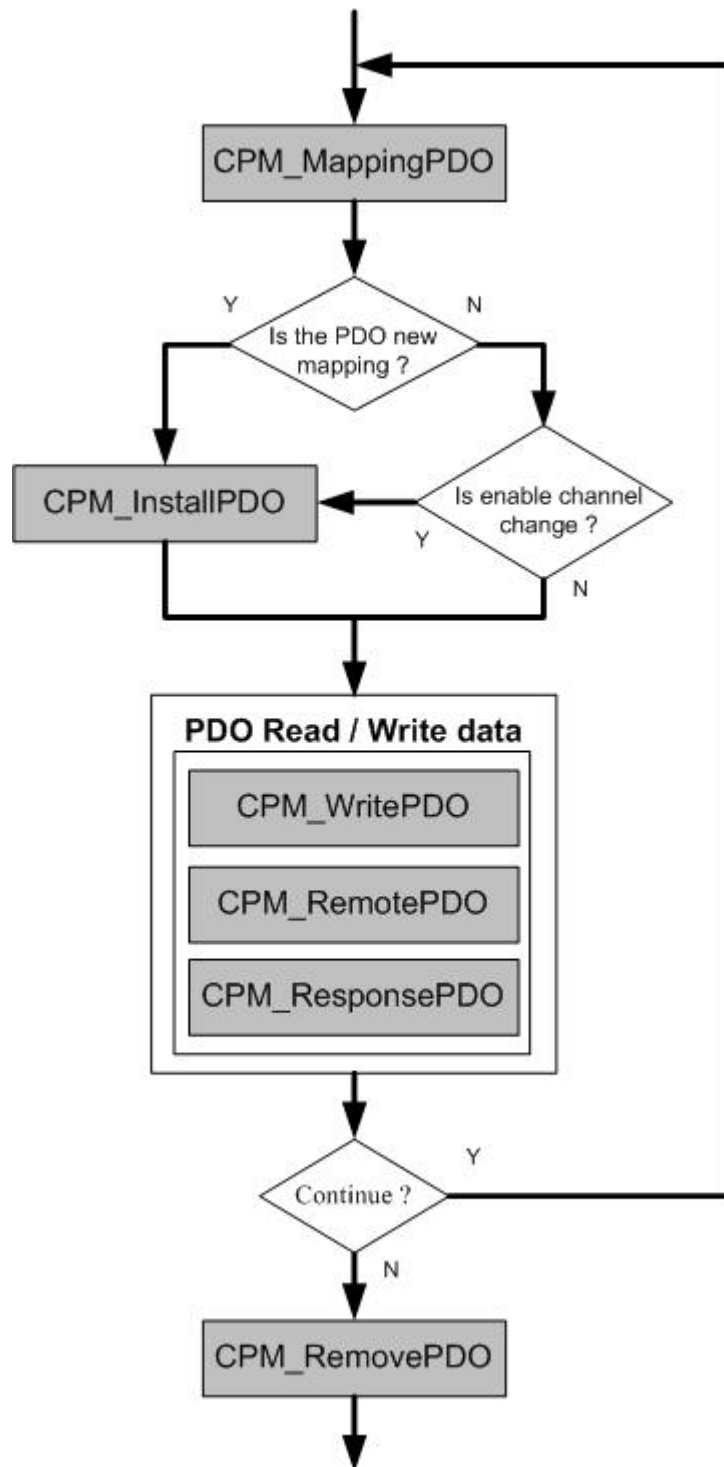 CPM_MappingPDO
Y
N
Is the PDO new
mapping ?
CPM_InstallPDO
Is enable channel
change ?
Y
N
PDO Read / Write data
CPM_WritePDO
CPM_RemotePDO
CPM_ResponsePDO
Y
Continue ?
N
CPM_RemovePDO